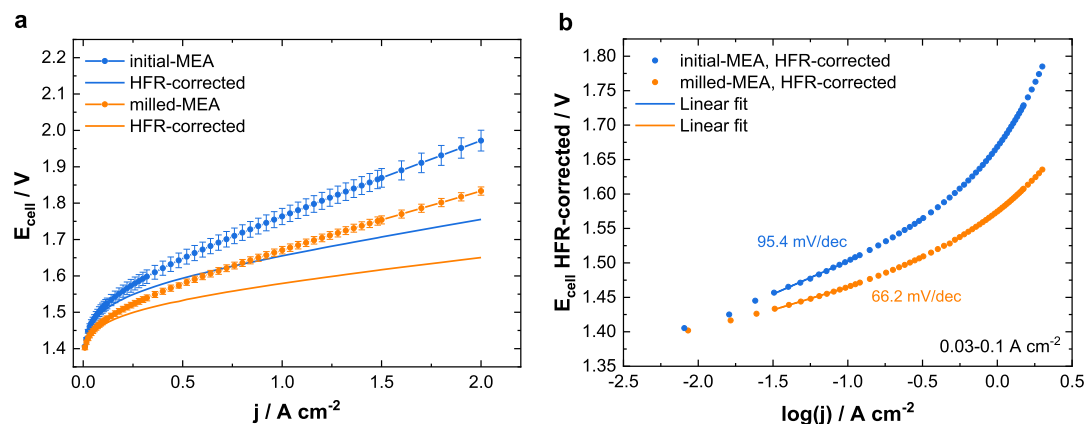 a
2.2
2.1
2.0
1.9
1.8
1.7
1.6
1.5
1.4
E_cell / V
initial-MEA
HFR-corrected
milled-MEA
HFR-corrected
0.0 0.5 1.0 1.5 2.0
j / A cm⁻²
b
1.80
1.75
1.70
1.65
1.60
1.55
1.50
1.45
1.40
1.35
E_cell HFR-corrected / V
initial-MEA, HFR-corrected
milled-MEA, HFR-corrected
Linear fit
Linear fit
95.4 mV/dec
66.2 mV/dec
0.03-0.1 A cm⁻²
-2.5 -2.0 -1.5 -1.0 -0.5 0.0 0.5
log(j) / A cm⁻²